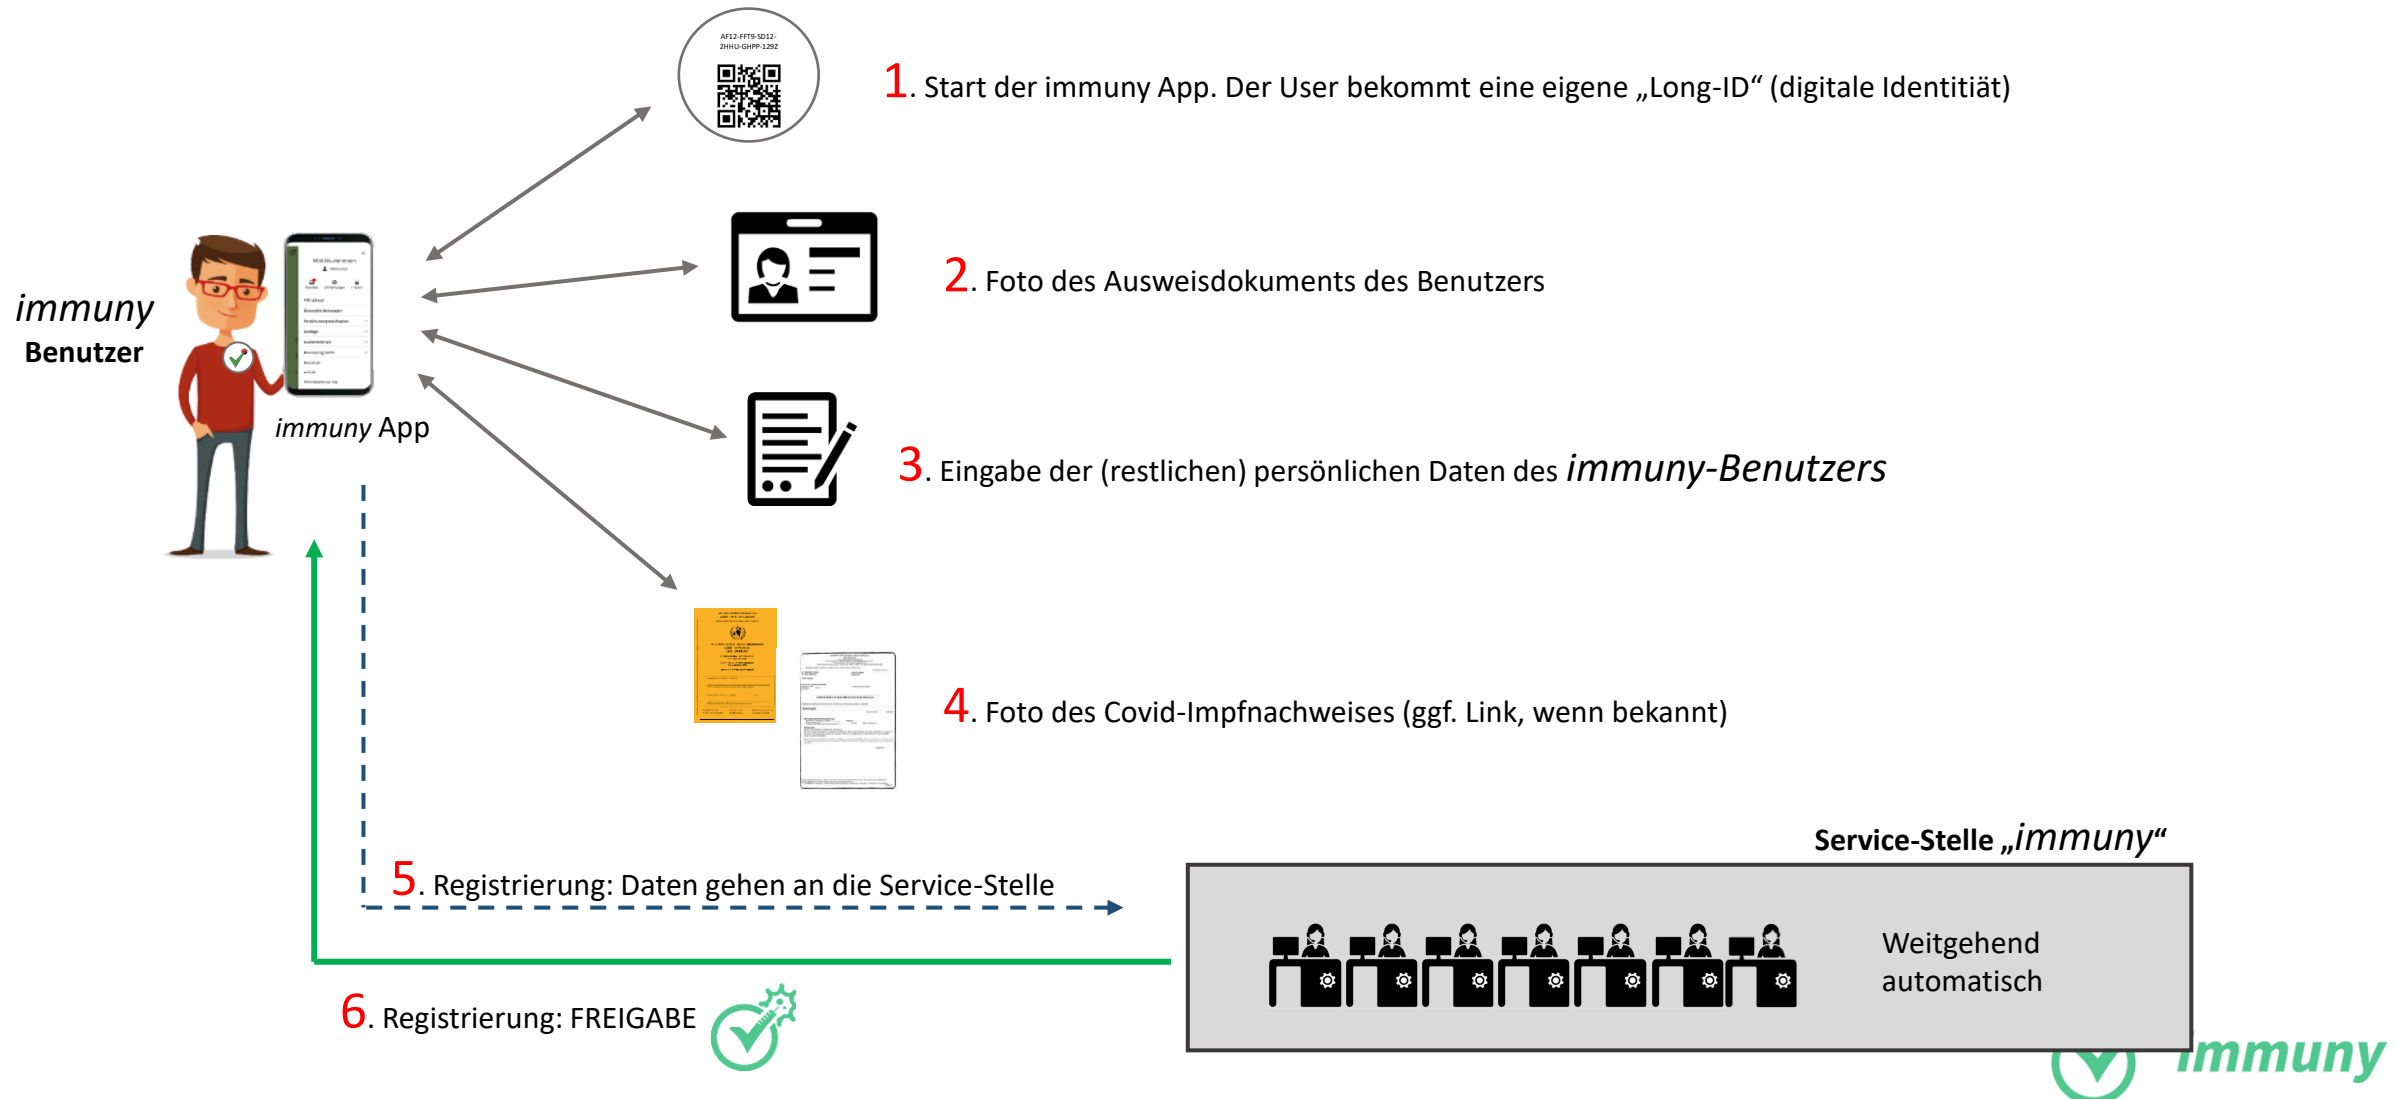 AF12-FFT9-SD12-
2HHU-GHPP-129Z
1. Start der immuny App. Der User bekommt eine eigene „Long-ID“ (digitale Identitiät)
2. Foto des Ausweisdokuments des Benutzers
immuny
Benutzer
immuny App
3. Eingabe der (restlichen) persönlichen Daten des immuny-Benutzers
4. Foto des Covid-Impfnachweises (ggf. Link, wenn bekannt)
Service-Stelle „immuny“
5. Registrierung: Daten gehen an die Service-Stelle
Weitgehend
automatisch
6. Registrierung: FREIGABE
immuny